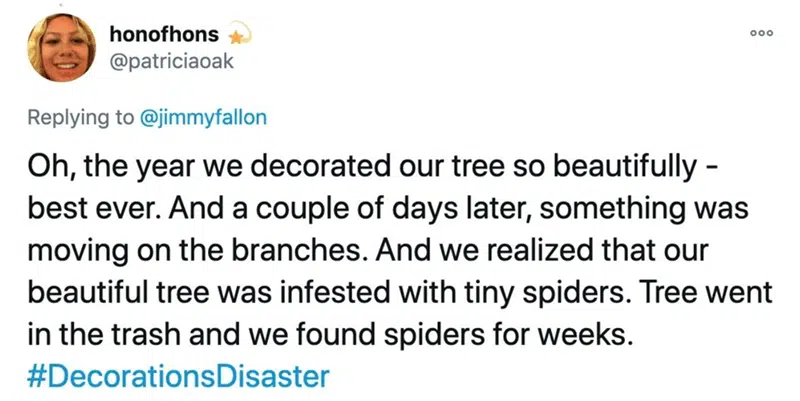 honofhons 💫
@patriciaoak
Replying to @jimmyfallon
Oh, the year we decorated our tree so beautifully -
best ever. And a couple of days later, something was
moving on the branches. And we realized that our
beautiful tree was infested with tiny spiders. Tree went
in the trash and we found spiders for weeks.
#DecorationsDisaster